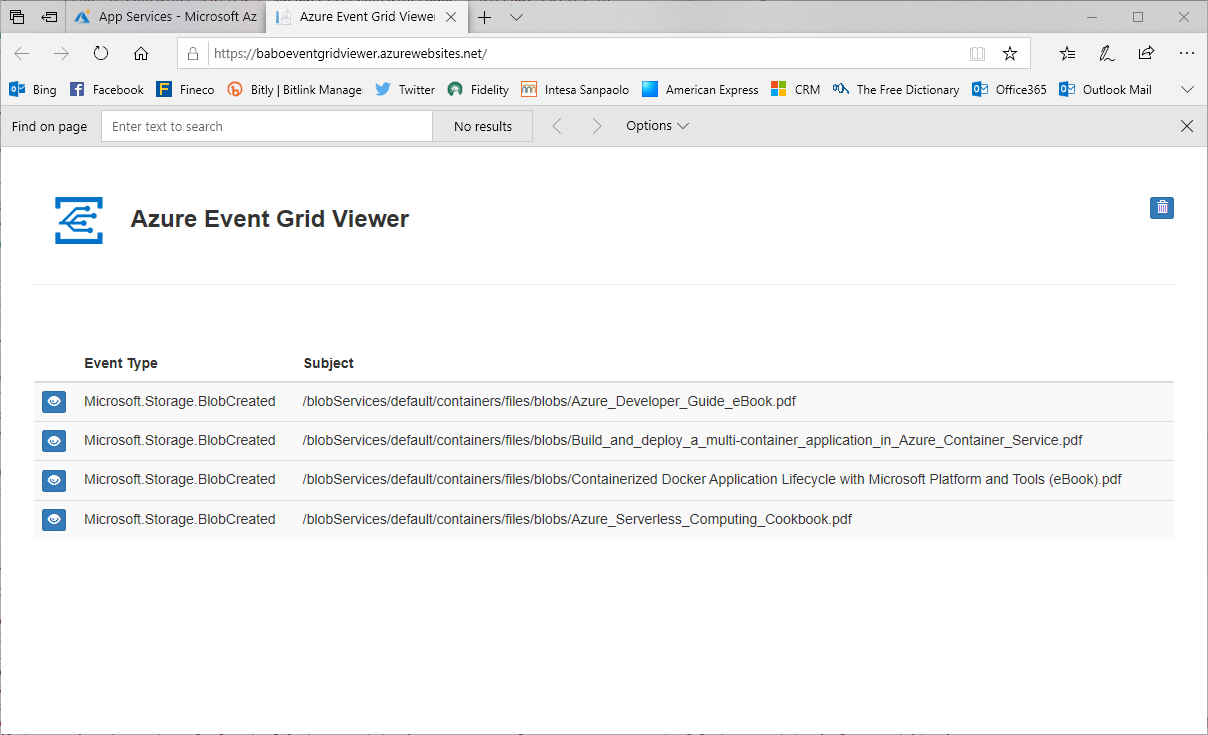 App Services - Microsoft Az
Azure Event Grid Viewer
https://baboeventgridviewer.azurewebsites.net/
Bing Facebook Fineco Bitly | Bitlink Manage Twitter Fidelity Intesa Sanpaolo American Express CRM The Free Dictionary Office365 Outlook Mail
Find on page Enter text to search No results Options
Azure Event Grid Viewer
Event Type Subject
Microsoft.Storage.BlobCreated /blobServices/default/containers/files/blobs/Azure_Developer_Guide_eBook.pdf
Microsoft.Storage.BlobCreated /blobServices/default/containers/files/blobs/Build_and_deploy_a_multi-container_application_in_Azure_Container_Service.pdf
Microsoft.Storage.BlobCreated /blobServices/default/containers/files/blobs/Containerized Docker Application Lifecycle with Microsoft Platform and Tools (eBook).pdf
Microsoft.Storage.BlobCreated /blobServices/default/containers/files/blobs/Azure_Serverless_Computing_Cookbook.pdf